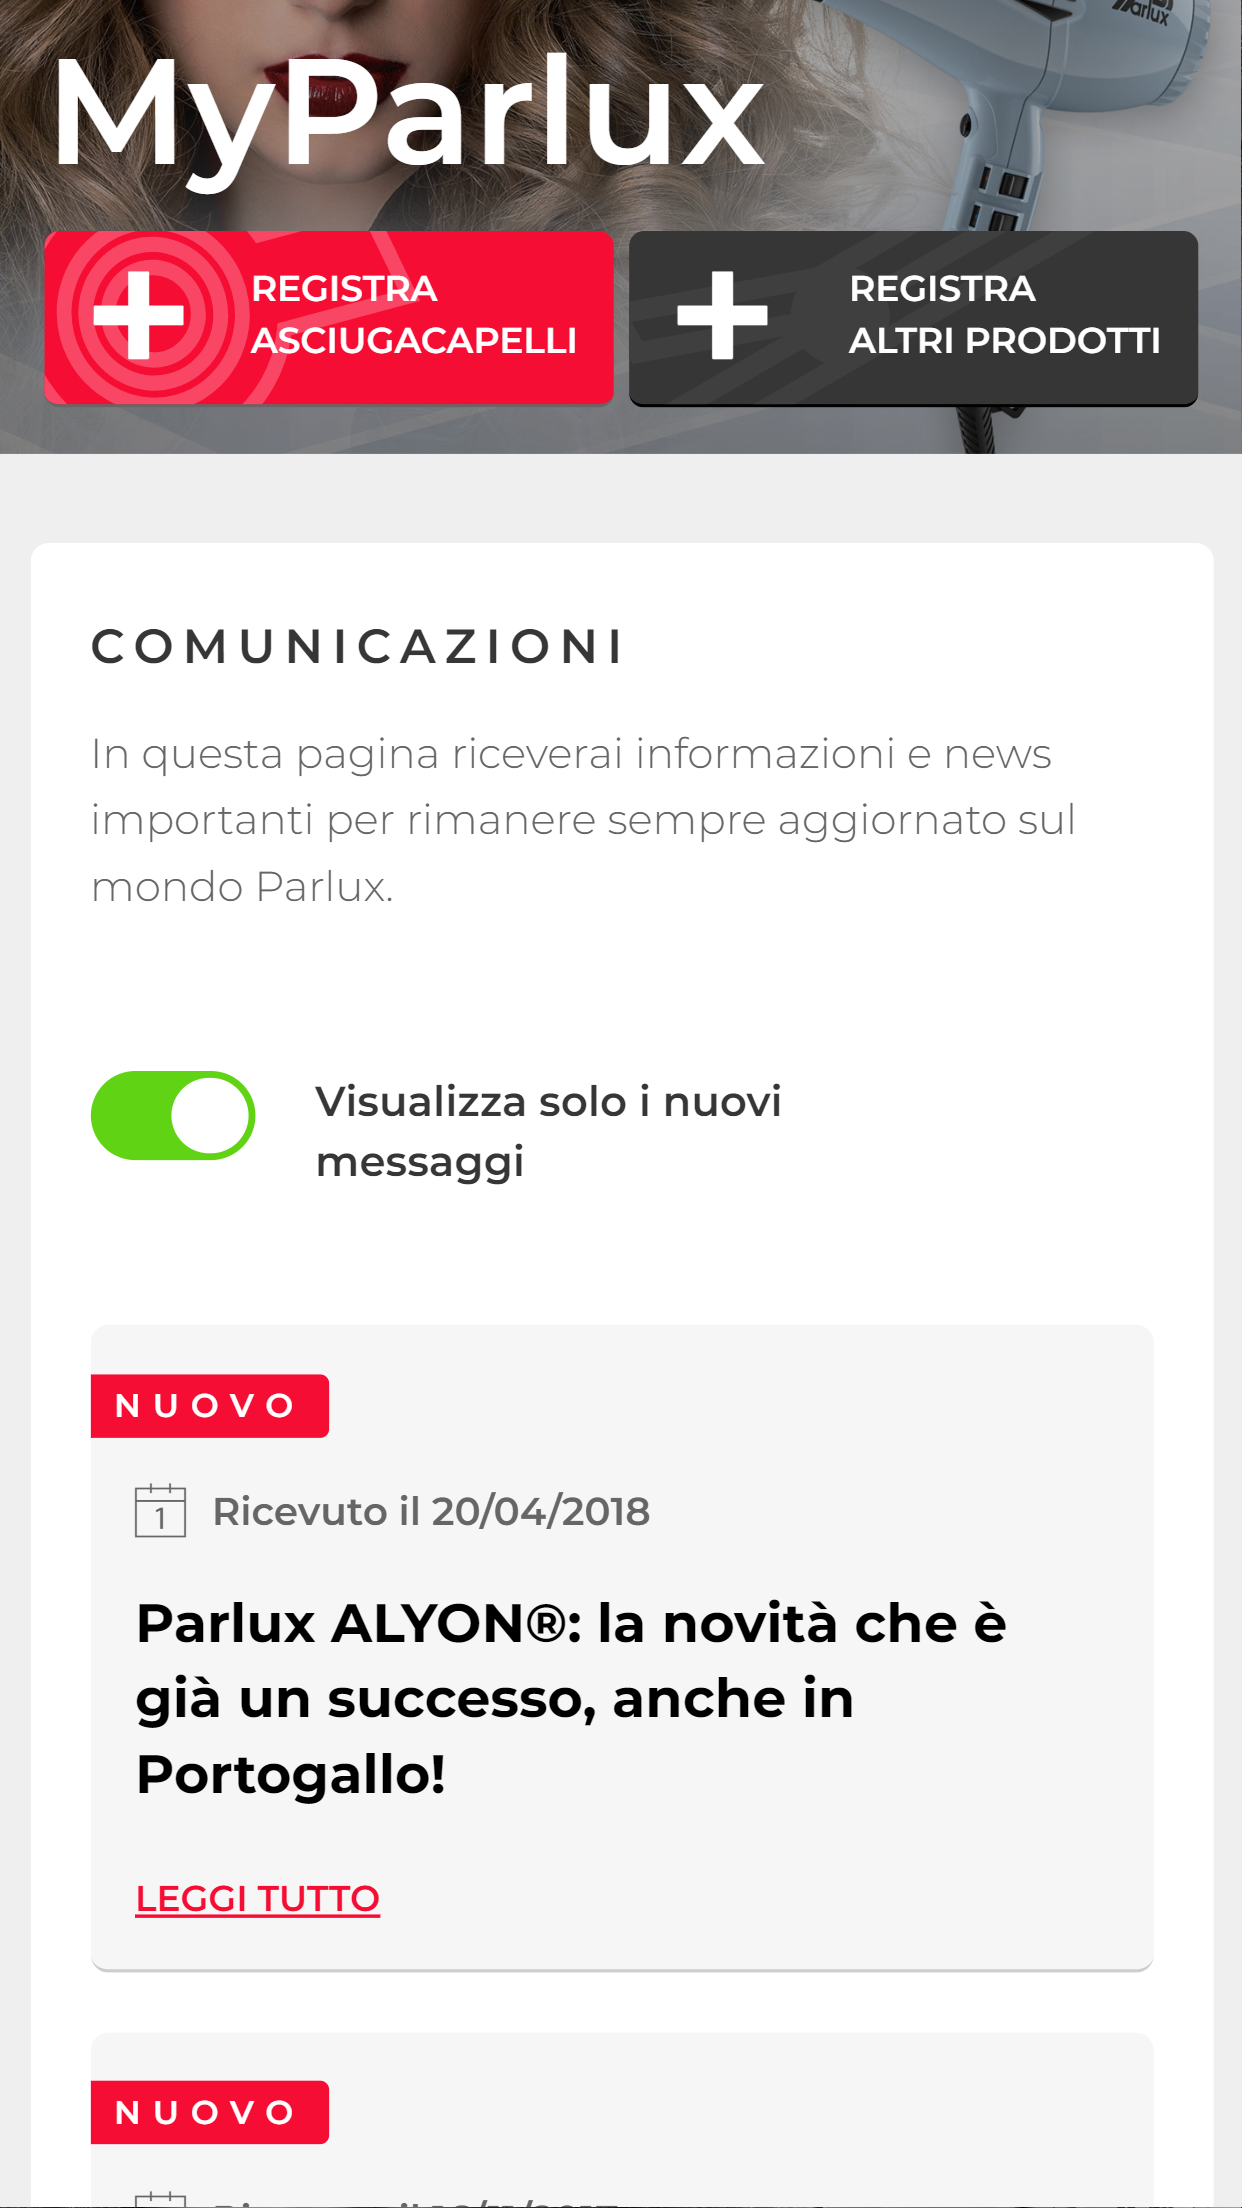 Parlux
MyParlux
REGISTRA
ASCIUGACAPELLI
REGISTRA
ALTRI PRODOTTI
COMUNICAZIONI
In questa pagina riceverai informazioni e news
importanti per rimanere sempre aggiornato sul
mondo Parlux.
Visualizza solo i nuovi
messaggi
NUOVO
1
Ricevuto il 20/04/2018
Parlux ALYON®: la novità che è
già un successo, anche in
Portogallo!
LEGGI TUTTO
NUOVO